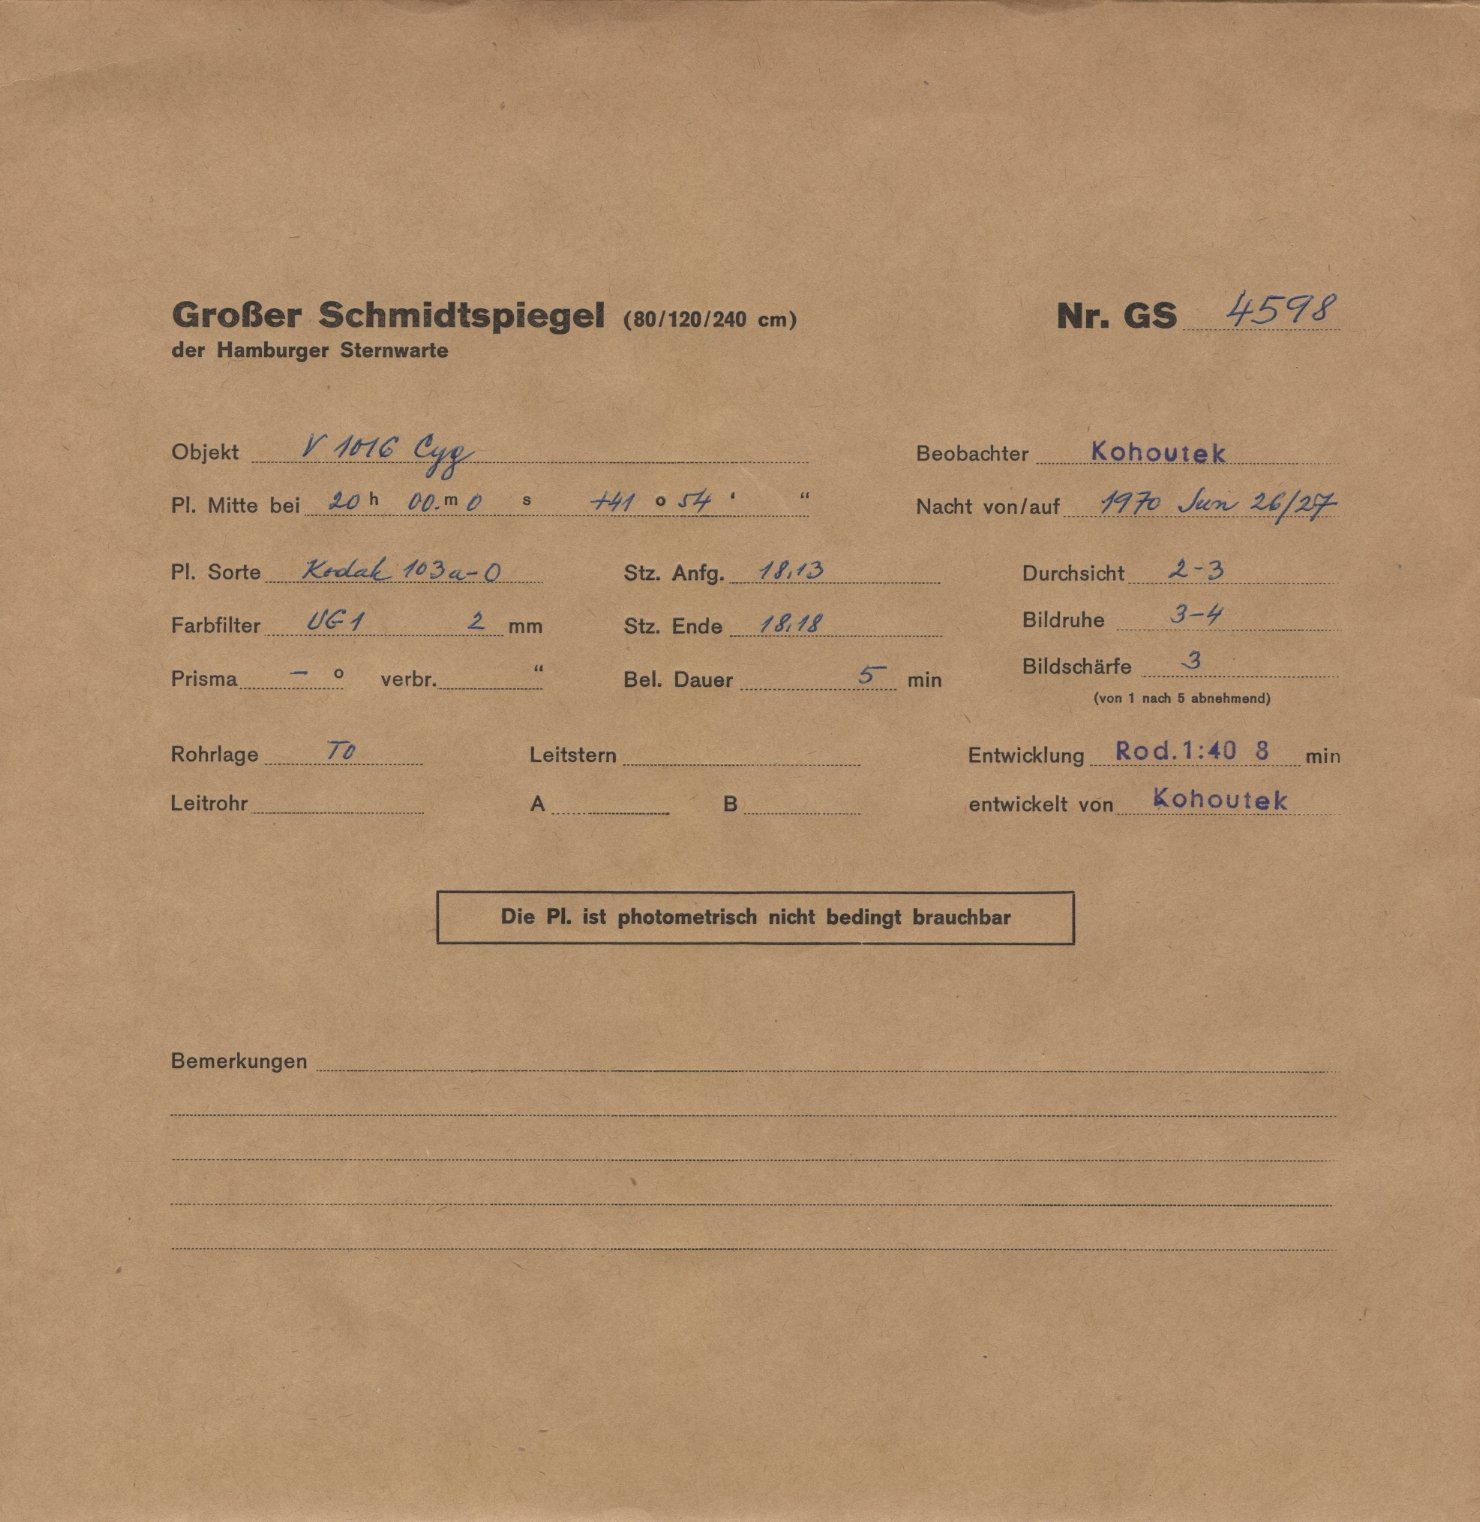 Großer Schmidtspiegel (80/120/240 cm) Nr. GS 4598
der Hamburger Sternwarte
Objekt V 1016 Cyg Beobachter Kohoutek
Pl. Mitte bei 20 h 00. m 0 s +41 o 54 ‘ “ Nacht von/auf 1970 Jun 26/27
Pl. Sorte Kodak 103a-O Stz. Anfg. 18.13 Durchsicht 2-3
Farbfilter UG1 2 mm Stz. Ende 18.18 Bildruhe 3-4
Prisma – o verbr. “ Bel. Dauer 5 min Bildschärfe 3
(von 1 nach 5 abnehmend)
Rohrlage TO Leitstern Entwicklung Rod.1:40 8 min
Leitrohr A B entwickelt von Kohoutek
Die Pl. ist photometrisch nicht bedingt brauchbar
Bemerkungen